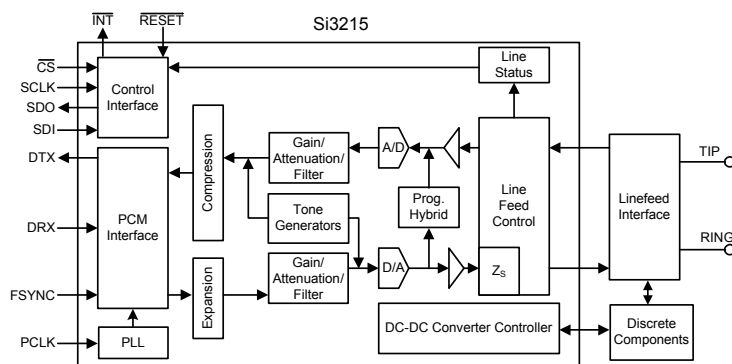 INT
RESET
Si3215
CS
SCLK
SDO
SDI
Control
Interface
Line
Status
DTX
DRX
FSYNC
PCLK
PCM
Interface
PLL
Compression
Expansion
Gain/
Attenuation/
Filter
Tone
Generators
Gain/
Attenuation/
Filter
A/D
Prog.
Hybrid
D/A
Line
Feed
Control
ZS
Linefeed
Interface
TIP
RING
DC-DC Converter Controller
Discrete
Components